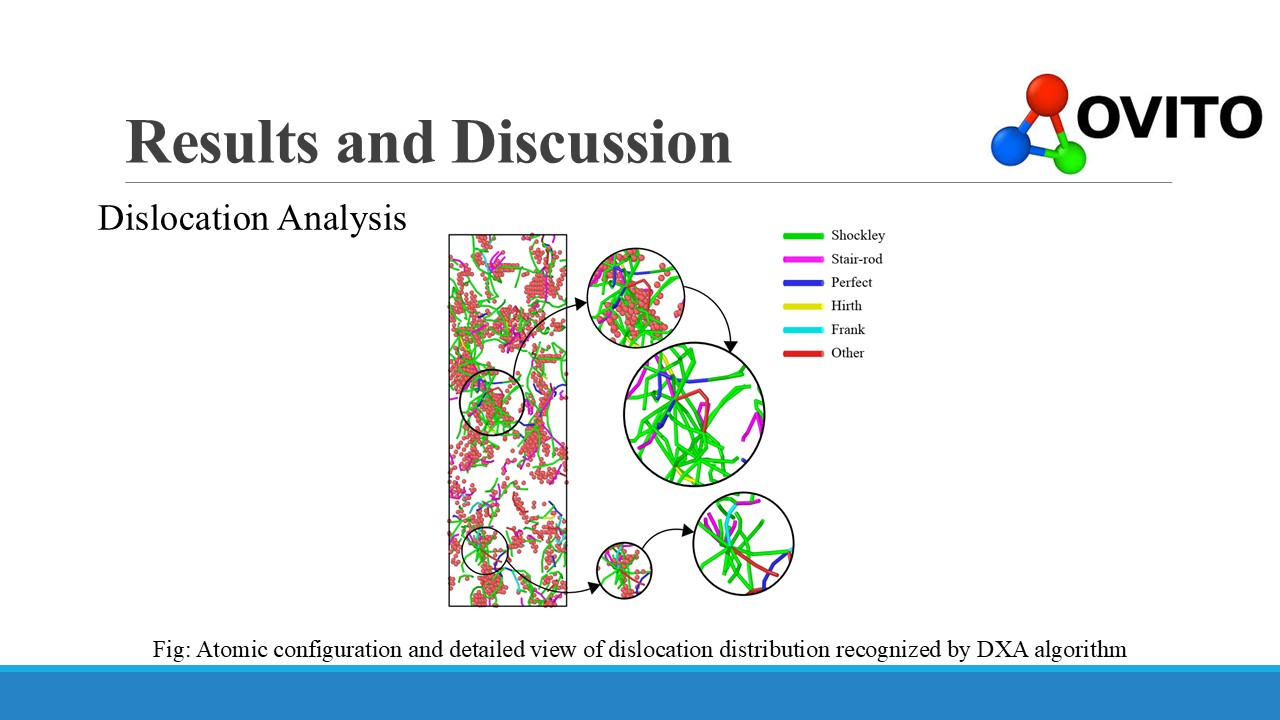 OVITO
Results and Discussion
Dislocation Analysis
Shockley
Stair-rod
Perfect
Hirth
Frank
Other
Fig: Atomic configuration and detailed view of dislocation distribution recognized by DXA algorithm